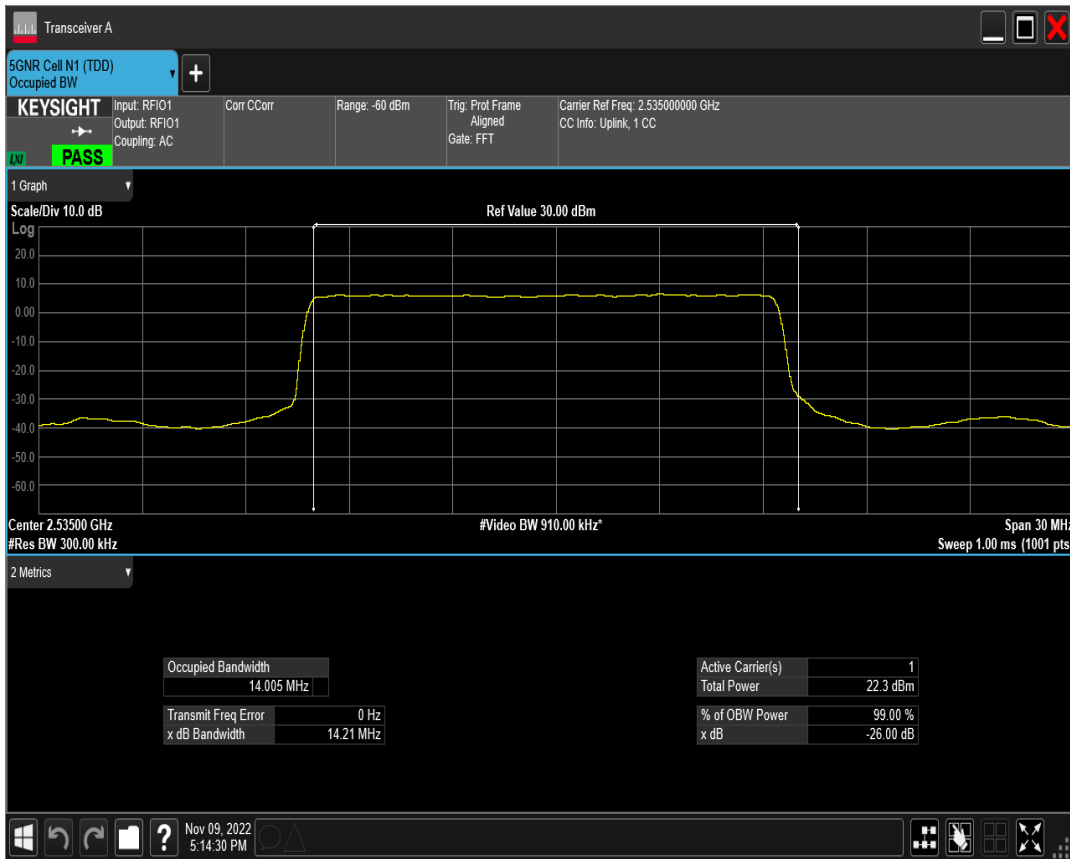 Transceiver A
5GNR Cell N1 (TDD)
Occupied BW
+
KEYSIGHT
LXI
PASS
Input: RFIO1
Output: RFIO1
Coupling: AC
Corr CCorr
Range: -60 dBm
Trig: Prot Frame
Aligned
Gate: FFT
Carrier Ref Freq: 2.535000000 GHz
CC Info: Uplink, 1 CC
1 Graph
Scale/Div 10.0 dB
Ref Value 30.00 dBm
Log
20.0
10.0
0.00
-10.0
-20.0
-30.0
-40.0
-50.0
-60.0
Center 2.53500 GHz
#Video BW 910.00 kHz*
Span 30 MHz
#Res BW 300.00 kHz
Sweep 1.00 ms (1001 pts
2 Metrics
Occupied Bandwidth
14.005 MHz
Transmit Freq Error 0 Hz
x dB Bandwidth 14.21 MHz
Active Carrier(s) 1
Total Power 22.3 dBm
% of OBW Power 99.00 %
x dB -26.00 dB
?
Nov 09, 2022
5:14:30 PM